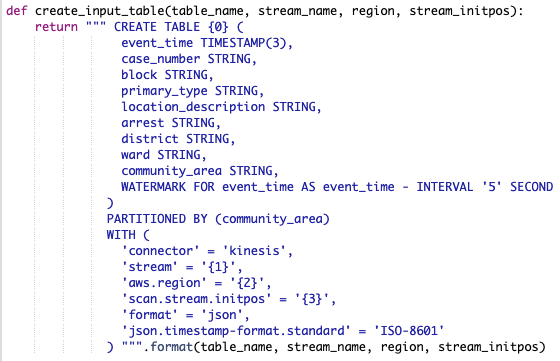 def create_input_table(table_name, stream_name, region, stream_initpos):
    return """ CREATE TABLE {0} (
                event_time TIMESTAMP(3),
                case_number STRING,
                block STRING,
                primary_type STRING,
                location_description STRING,
                arrest STRING,
                district STRING,
                ward STRING,
                community_area STRING,
                WATERMARK FOR event_time AS event_time - INTERVAL '5' SECOND
              )
              PARTITIONED BY (community_area)
              WITH (
                'connector' = 'kinesis',
                'stream' = '{1}',
                'aws.region' = '{2}',
                'scan.stream.initpos' = '{3}',
                'format' = 'json',
                'json.timestamp-format.standard' = 'ISO-8601'
              ) """.format(table_name, stream_name, region, stream_initpos)